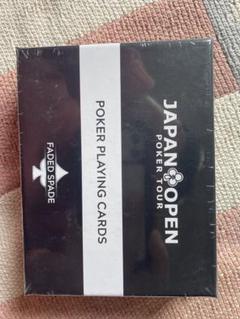 JAPAN OPEN
POKER TOUR
POKER PLAYING CARDS
FADED SPADE